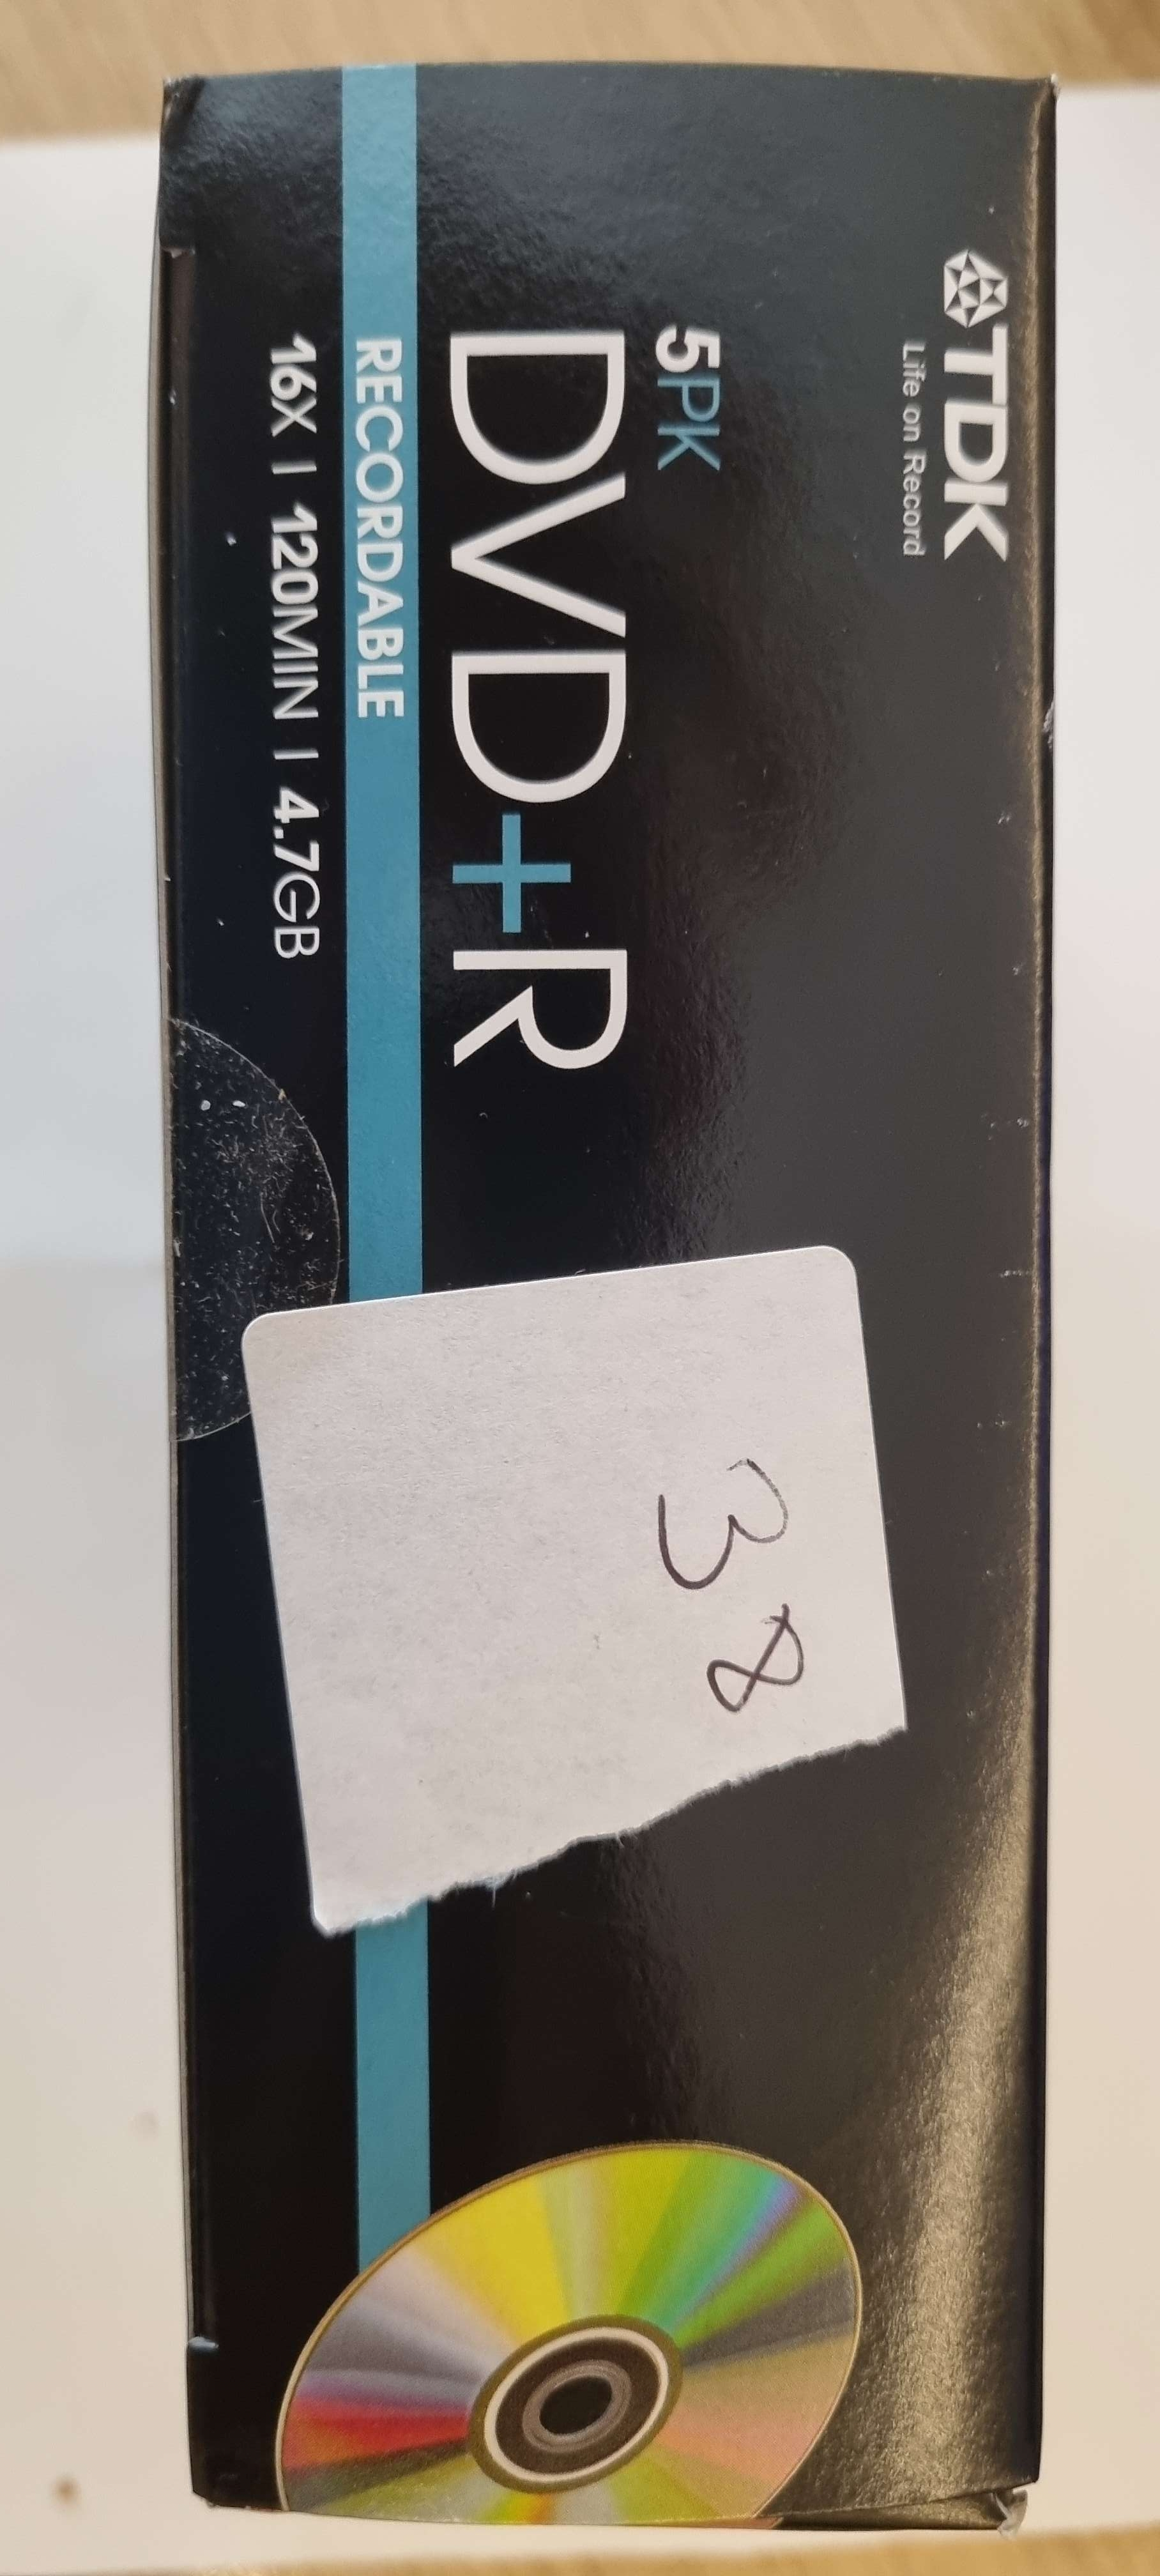 TDK
Life on Record
5PK
DVD+R
RECORDABLE
16X | 120MIN | 4.7GB
38